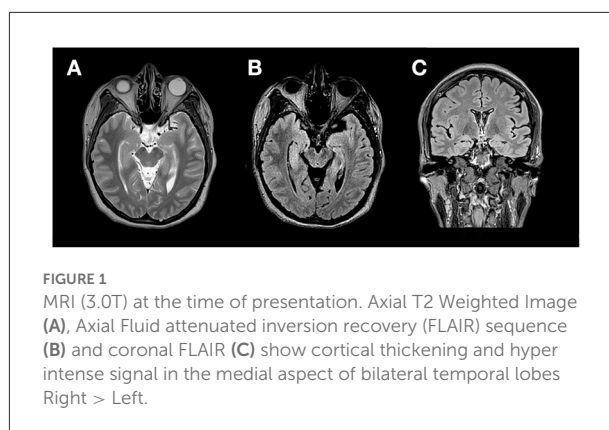 A
B
C
FIGURE 1
MRI (3.0T) at the time of presentation. Axial T2 Weighted Image
(A), Axial Fluid attenuated inversion recovery (FLAIR) sequence
(B) and coronal FLAIR (C) show cortical thickening and hyper
intense signal in the medial aspect of bilateral temporal lobes
Right > Left.